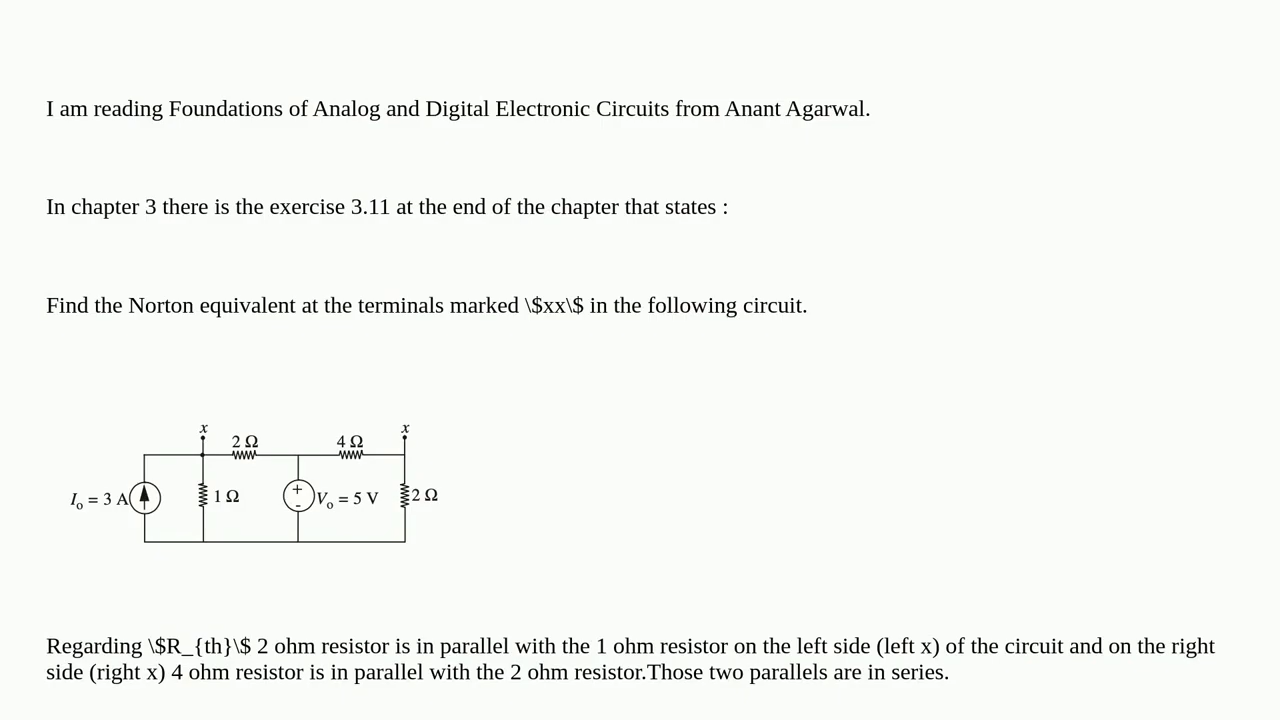 I am reading Foundations of Analog and Digital Electronic Circuits from Anant Agarwal.
In chapter 3 there is the exercise 3.11 at the end of the chapter that states :
Find the Norton equivalent at the terminals marked \$xx\$ in the following circuit.
x x
2 Ω 4 Ω
I₀ = 3 A 1 Ω + - V₀ = 5 V 2 Ω
Regarding \$R_{th}\$ 2 ohm resistor is in parallel with the 1 ohm resistor on the left side (left x) of the circuit and on the right
side (right x) 4 ohm resistor is in parallel with the 2 ohm resistor.Those two parallels are in series.